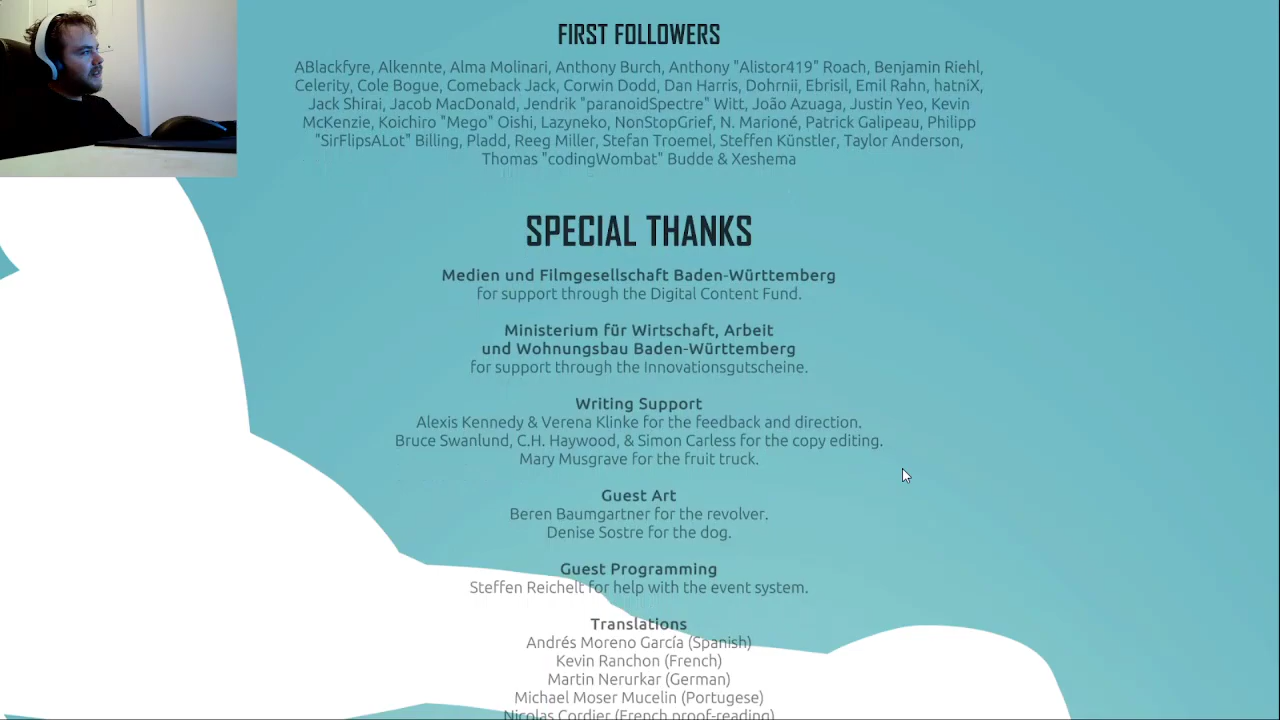 FIRST FOLLOWERS
ABlackfyre, Alkennte, Alma Molinari, Anthony Burch, Anthony "Alistor419" Roach, Benjamin Riehl,
Celerity, Cole Bogue, Comeback Jack, Corwin Dodd, Dan Harris, Dohrnii, Ebrisil, Emil Rahn, hatniX,
Jack Shirai, Jacob MacDonald, Jendrik "paranoidSpectre" Witt, João Azuaga, Justin Yeo, Kevin
McKenzie, Koichiro "Mego" Oishi, Lazyneko, NonStopGrief, N. Marioné, Patrick Galipeau, Philipp
"SirFlipsALot" Billing, Pladd, Reeg Miller, Stefan Troemel, Steffen Künstler, Taylor Anderson,
Thomas "codingWombat" Budde & Xeshema
SPECIAL THANKS
Medien und Filmgesellschaft Baden-Württemberg
for support through the Digital Content Fund.
Ministerium für Wirtschaft, Arbeit
und Wohnungsbau Baden-Württemberg
for support through the Innovationsgutscheine.
Writing Support
Alexis Kennedy & Verena Klinke for the feedback and direction.
Bruce Swanlund, C.H. Haywood, & Simon Carless for the copy editing.
Mary Musgrave for the fruit truck.
Guest Art
Beren Baumgartner for the revolver.
Denise Sostre for the dog.
Guest Programming
Steffen Reichelt for help with the event system.
Translations
Andrés Moreno García (Spanish)
Kevin Ranchon (French)
Martin Nerurkar (German)
Michael Moser Mucelin (Portugese)
Nicolas Cordier (French proof-reading)